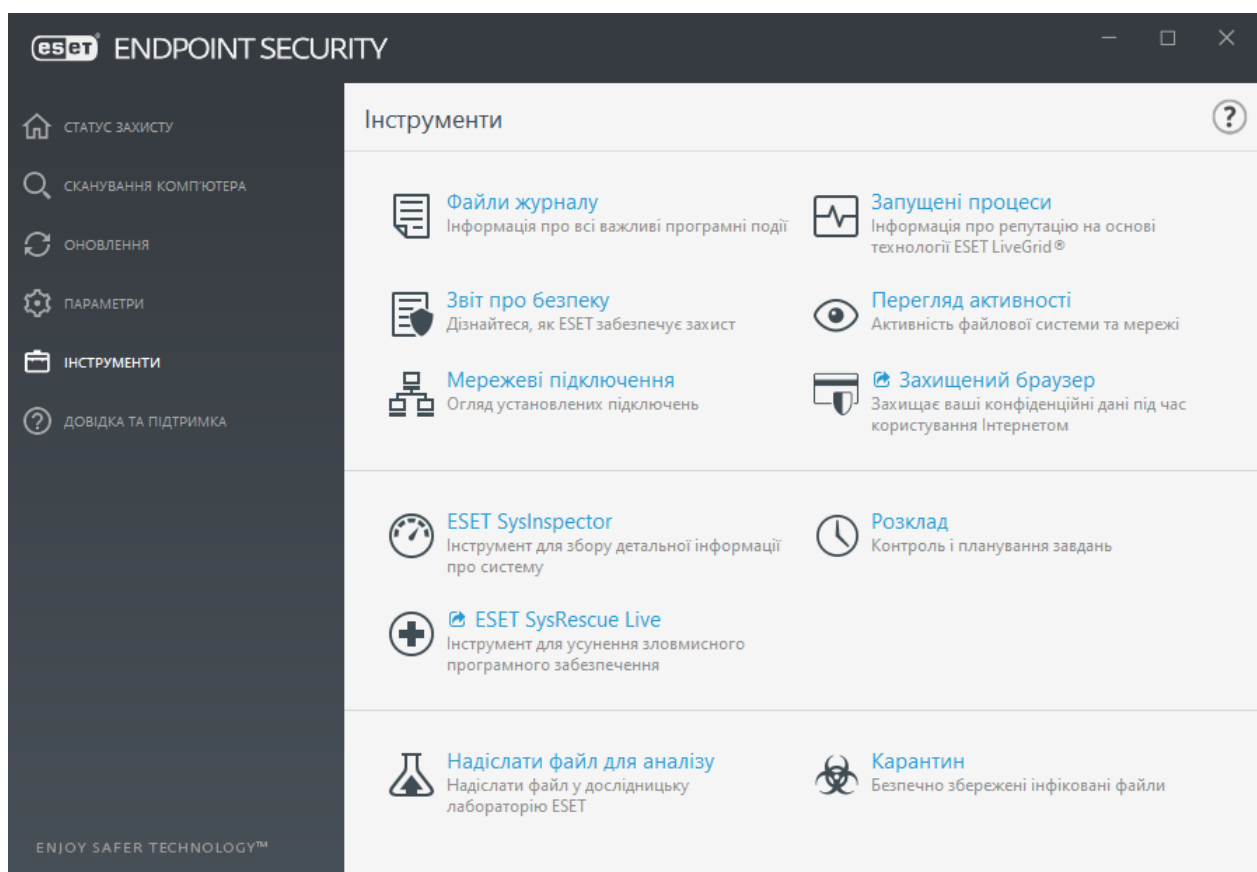 eset ENDPOINT SECURITY
СТАТУС ЗАХИСТУ
СКАНУВАННЯ КОМП'ЮТЕРА
ОНОВЛЕННЯ
ПАРАМЕТРИ
ІНСТРУМЕНТИ
ДОВІДКА ТА ПІДТРИМКА
ENJOY SAFER TECHNOLOGY™
Інструменти
?
Файли журналу
Інформація про всі важливі програмні події
Запущені процеси
Інформація про репутацію на основі
технології ESET LiveGrid®
Звіт про безпеку
Дізнайтеся, як ESET забезпечує захист
Перегляд активності
Активність файлової системи та мережі
Мережеві підключення
Огляд установлених підключень
Захищений браузер
Захищає ваші конфіденційні дані під час
користування Інтернетом
ESET SysInspector
Інструмент для збору детальної інформації
про систему
Розклад
Контроль і планування завдань
ESET SysRescue Live
Інструмент для усунення зловмисного
програмного забезпечення
Надіслати файл для аналізу
Надіслати файл у дослідницьку
лабораторію ESET
Карантин
Безпечно збережені інфіковані файли